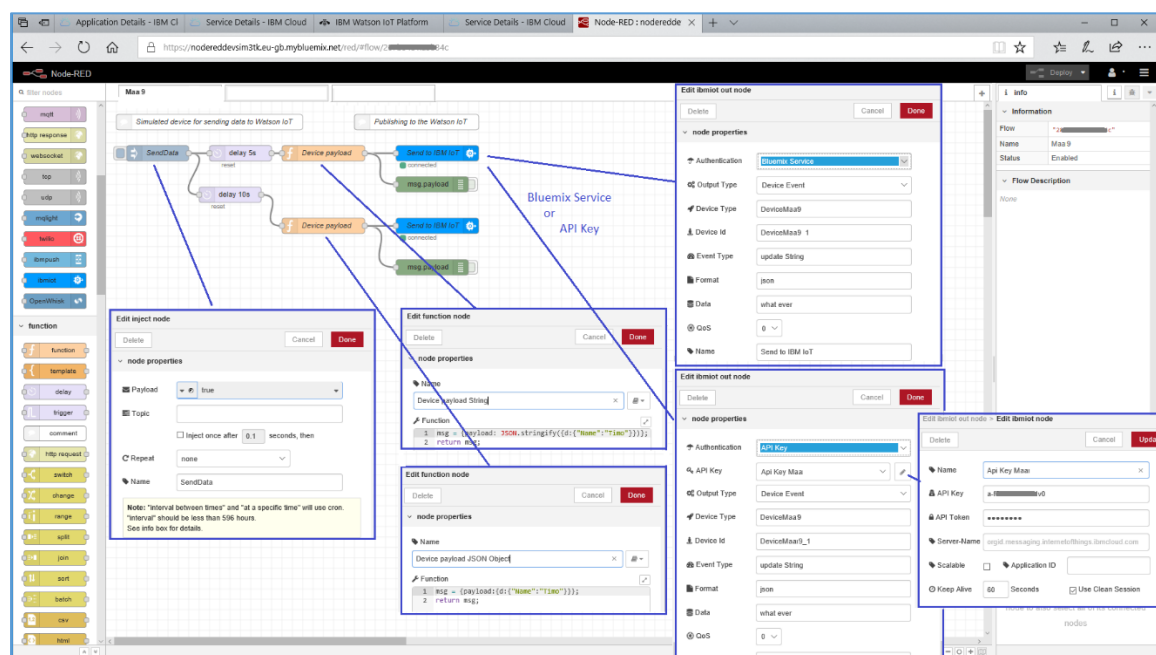 Application Details - IBM Cl
Service Details - IBM Cloud
IBM Watson IoT Platform
Service Details - IBM Cloud
Node-RED : noderedde
https://nodereddevsim3tk.eu-gb.mybluemix.net/red/#flow/
Node-RED
Deploy
filter nodes
mqtt
http response
websocket
tcp
udp
mqlight
twilio
ibmpush
ibmiot
OpenWhisk
function
function
template
delay
trigger
comment
http request
switch
change
range
split
join
sort
batch
csv
html
Maa 9
Simulated device for sending data to Watson IoT
Publishing to the Watson IoT
SendData
delay 5s
reset
Device payload
Send to IBM IoT
connected
msg.payload
delay 10s
reset
Device payload
Send to IBM IoT
connected
msg.payload
Bluemix Service
or
API Key
Edit inject node
Delete
Cancel
Done
node properties
Payload
true
Topic
Inject once after 0.1 seconds, then
Repeat
none
Name
SendData
Note: "interval between times" and "at a specific time" will use cron.
"interval" should be less than 596 hours.
See info box for details.
Edit function node
Delete
Cancel
Done
node properties
Name
Device payload String
Function
1 msg = {payload: JSON.stringify({d:{"Name":"Timo"}})};
2 return msg;
Edit function node
Delete
Cancel
Done
node properties
Name
Device payload JSON Object
Function
1 msg = {payload:{d:{"Name":"Timo"}}};
2 return msg;
Edit ibmiot out node
Delete
Cancel
Done
node properties
Authentication
Bluemix Service
Output Type
Device Event
Device Type
DeviceMaa9
Device Id
DeviceMaa9_1
Event Type
update String
Format
json
Data
what ever
QoS
0
Name
Send to IBM IoT
Edit ibmiot out node
Delete
Cancel
Done
node properties
Authentication
API Key
API Key
Api Key Maa
Output Type
Device Event
Device Type
DeviceMaa9
Device Id
DeviceMaa9_1
Event Type
update String
Format
json
Data
what ever
QoS
0
Edit ibmiot out node > Edit ibmiot node
Delete
Cancel
Upda
Name
Api Key Maa
API Key
API Token
Server-Name
orgid.messaging.internetofthings.ibmcloud.com
Scalable
Application ID
Keep Alive
60
Seconds
Use Clean Session
info
Information
Flow
Name
Maa 9
Status
Enabled
Flow Description
None
nodes